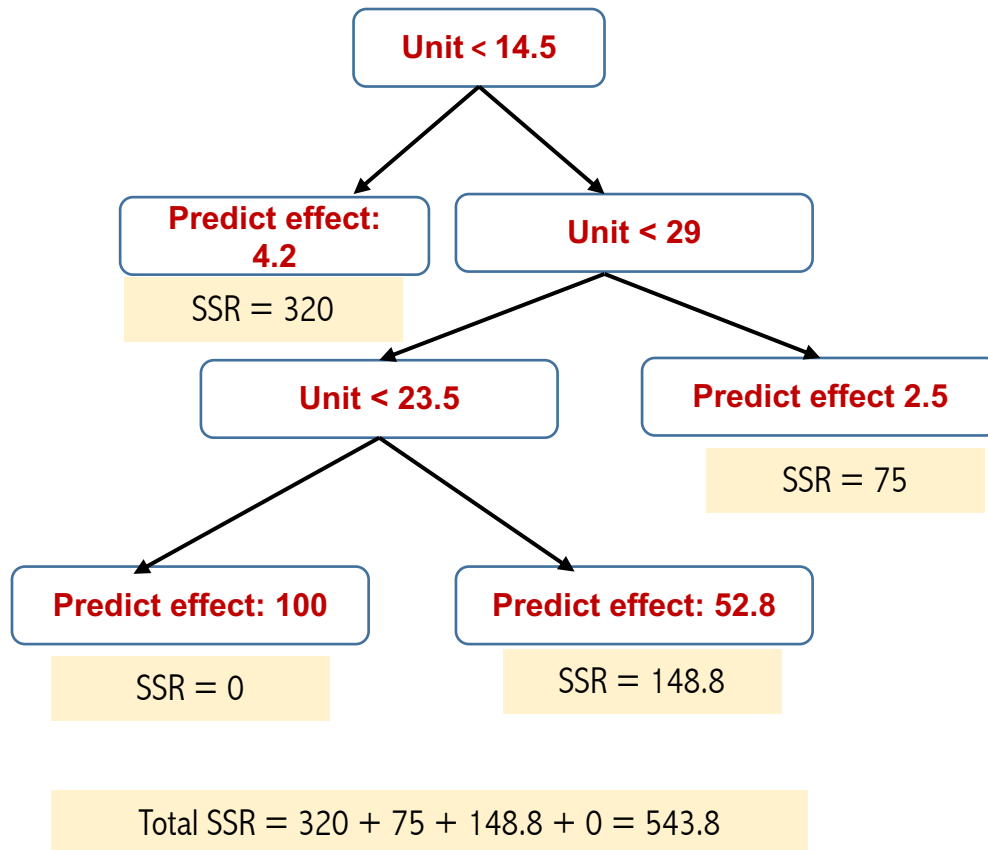 Unit < 14.5
Predict effect:
4.2
Unit < 29
SSR = 320
Unit < 23.5
Predict effect 2.5
SSR = 75
Predict effect: 100
Predict effect: 52.8
SSR = 0
SSR = 148.8
Total SSR = 320 + 75 + 148.8 + 0 = 543.8